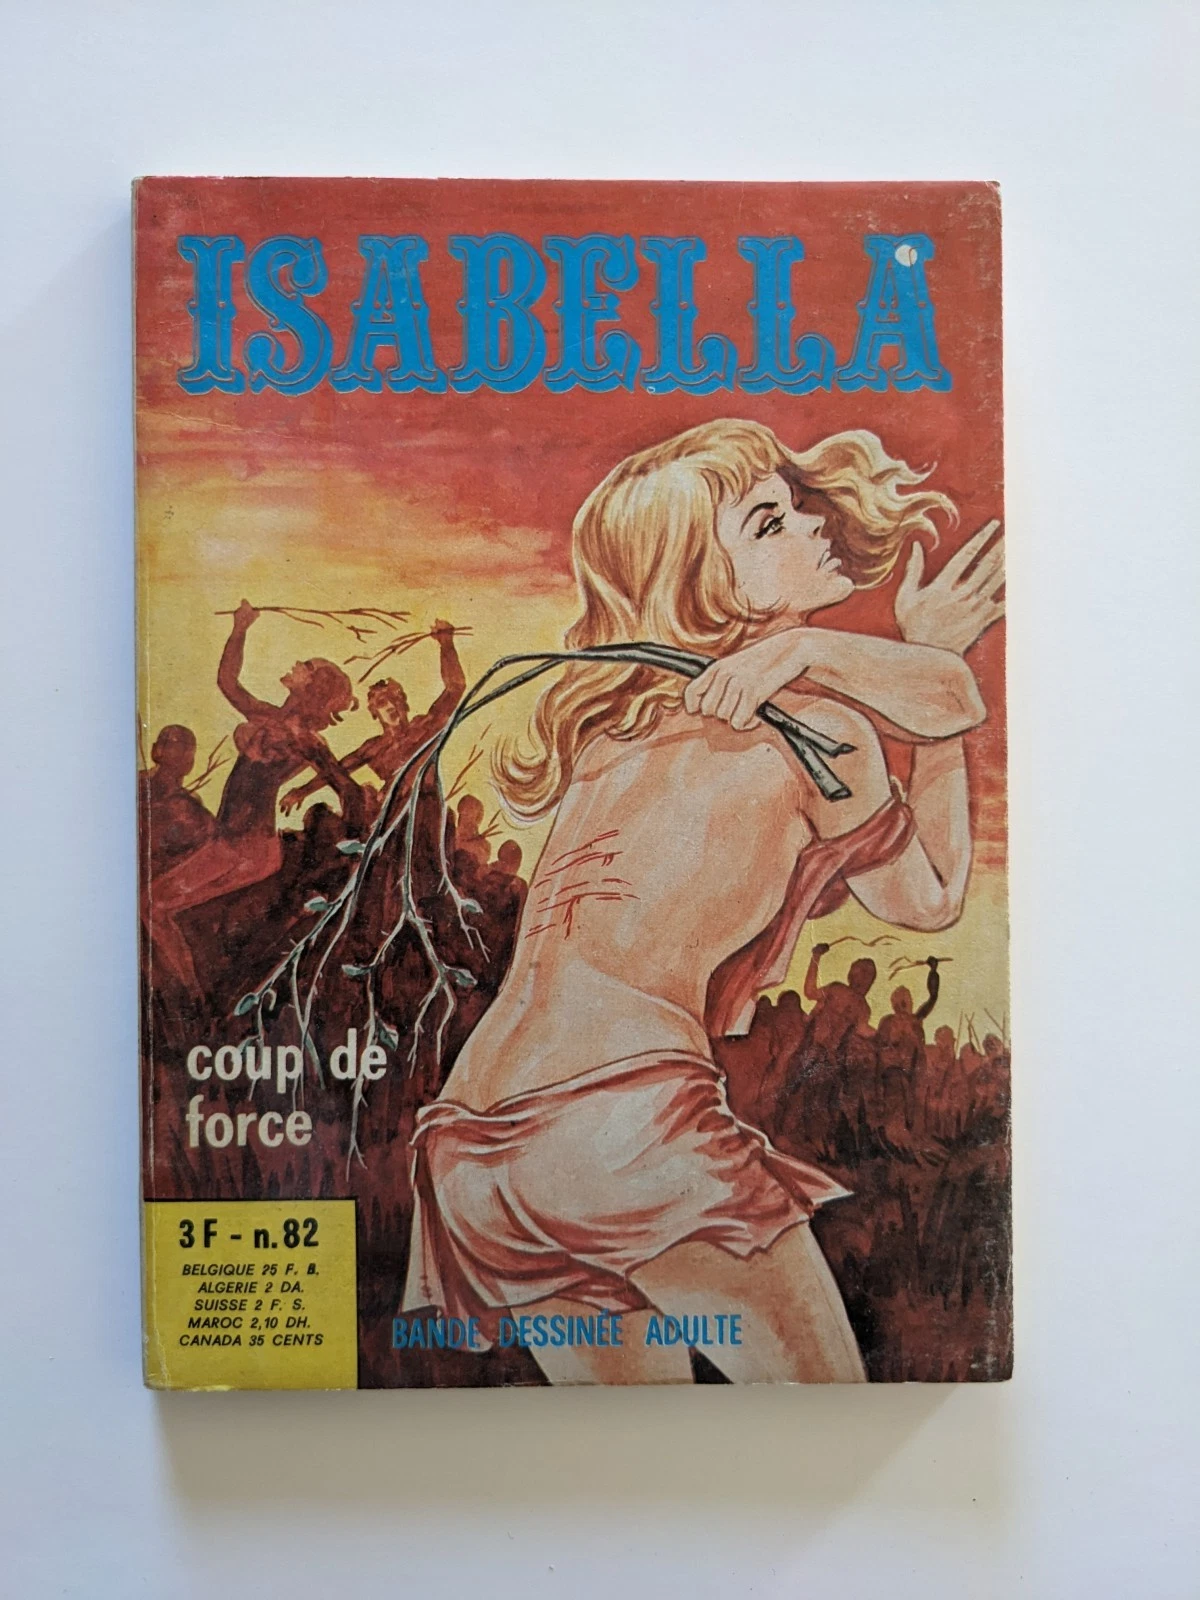 ISABELLA
coup de
force
3 F - n. 82
BELGIQUE 25 F. B.
ALGERIE 2 DA.
SUISSE 2 F. S.
MAROC 2,10 DH.
CANADA 35 CENTS
BANDE DESSINÉE ADULTE